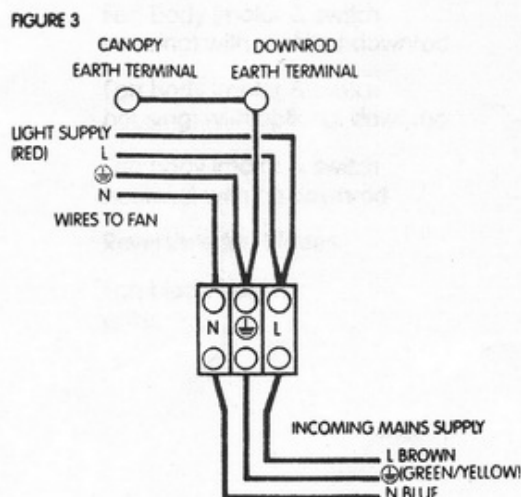 FIGURE 3
CANOPY
EARTH TERMINAL
DOWNROD
EARTH TERMINAL
LIGHT SUPPLY
(RED)
L
⏚
N
WIRES TO FAN
N ⏚ L
INCOMING MAINS SUPPLY
L BROWN
⏚(GREEN/YELLOW)
N BLUE